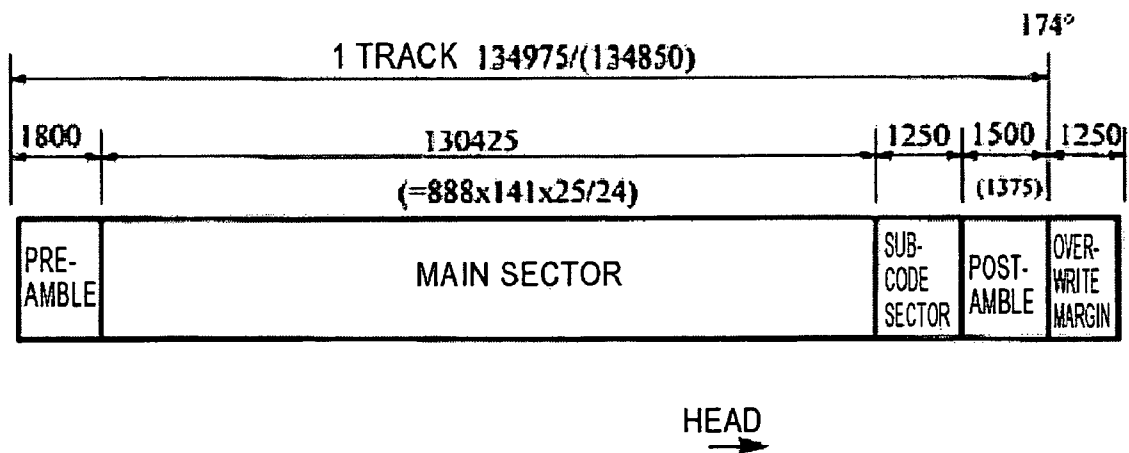 174°
1 TRACK 134975/(134850)
1800 130425 1250 1500 1250
(=888x141x25/24) (1375)
PRE-
AMBLE
MAIN SECTOR
SUB-
CODE
SECTOR
POST-
AMBLE
OVER-
WRITE
MARGIN
HEAD